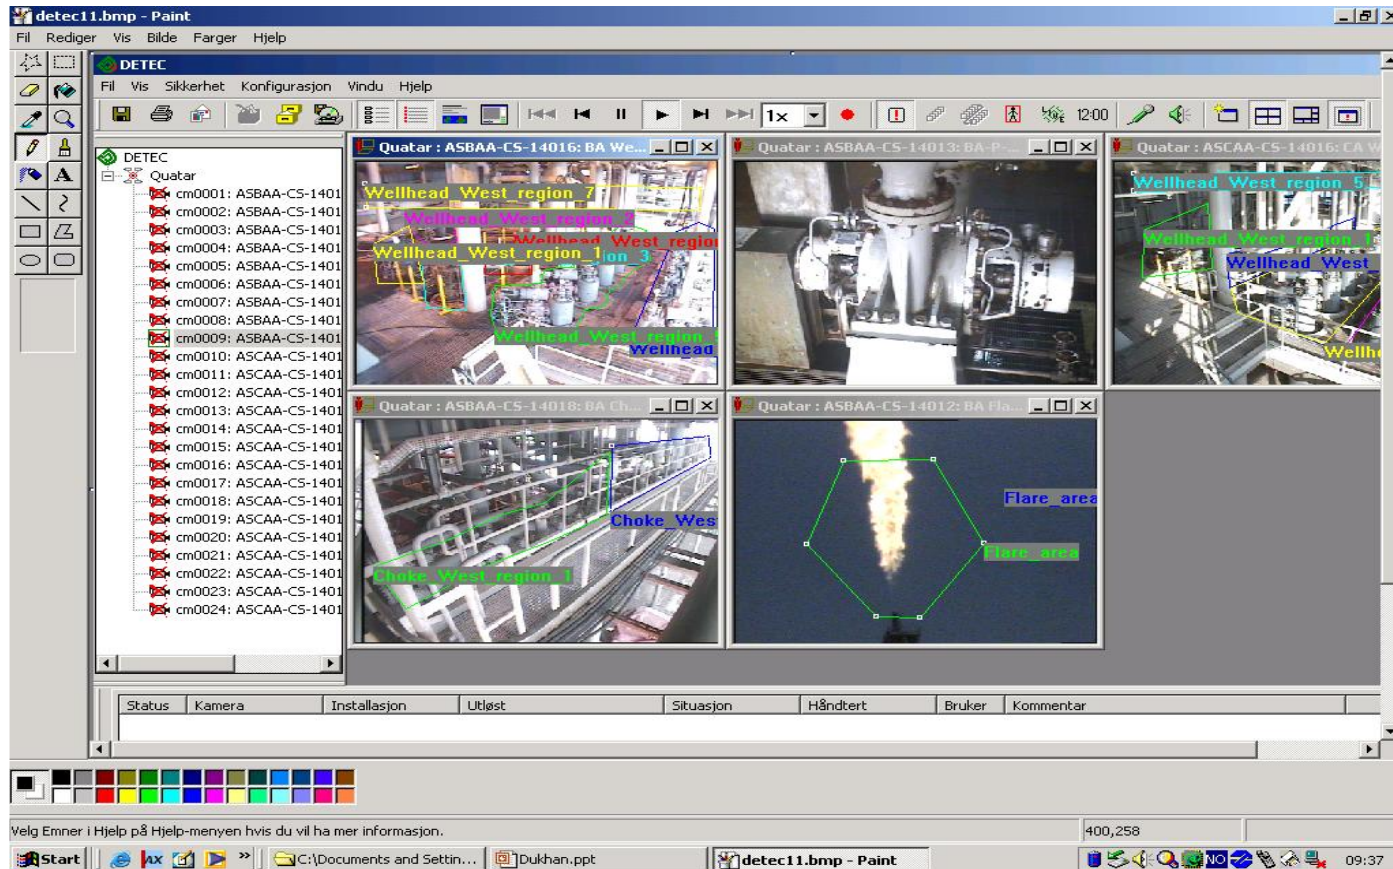 detec11.bmp - Paint
Fil Rediger Vis Bilde Farger Hjelp
DETEC
Fil Vis Sikkerhet Konfigurasjon Vindu Hjelp
1x
12:00
DETEC
Quatar
cm0001: ASBAA-CS-1401
cm0002: ASBAA-CS-1401
cm0003: ASBAA-CS-1401
cm0004: ASBAA-CS-1401
cm0005: ASBAA-CS-1401
cm0006: ASBAA-CS-1401
cm0007: ASBAA-CS-1401
cm0008: ASBAA-CS-1401
cm0009: ASBAA-CS-1401
cm0010: ASCAA-CS-1401
cm0011: ASCAA-CS-1401
cm0012: ASCAA-CS-1401
cm0013: ASCAA-CS-1401
cm0014: ASCAA-CS-1401
cm0015: ASCAA-CS-1401
cm0016: ASCAA-CS-1401
cm0017: ASCAA-CS-1401
cm0018: ASCAA-CS-1401
cm0019: ASCAA-CS-1401
cm0020: ASCAA-CS-1401
cm0021: ASCAA-CS-1401
cm0022: ASCAA-CS-1401
cm0023: ASCAA-CS-1401
cm0024: ASCAA-CS-1401
Quatar : ASBAA-CS-14016: BA We...
Wellhead_West_region_7
Wellhead_West_region_2
Wellhead_West_region
Wellhead_West_region_1
ion_3
Wellhead_West_region
Wellhead
Quatar : ASBAA-CS-14013: BA-P-...
Quatar : ASCAA-CS-14016: CA W
Wellhead_West_region_5
Wellhead_West_region_1
Wellhead_West_
Wellhe
Quatar : ASBAA-CS-14018: BA Ch...
Choke_Wes
Choke_West_region_1
Quatar : ASBAA-CS-14012: BA Fla...
Flare_area
Flare_area
Status Kamera Installasjon Utløst Situasjon Håndtert Bruker Kommentar
Velg Emner i Hjelp på Hjelp-menyen hvis du vil ha mer informasjon.
400,258
Start
AX
»
C:\Documents and Settin...
Dukhan.ppt
detec11.bmp - Paint
NO
09:37